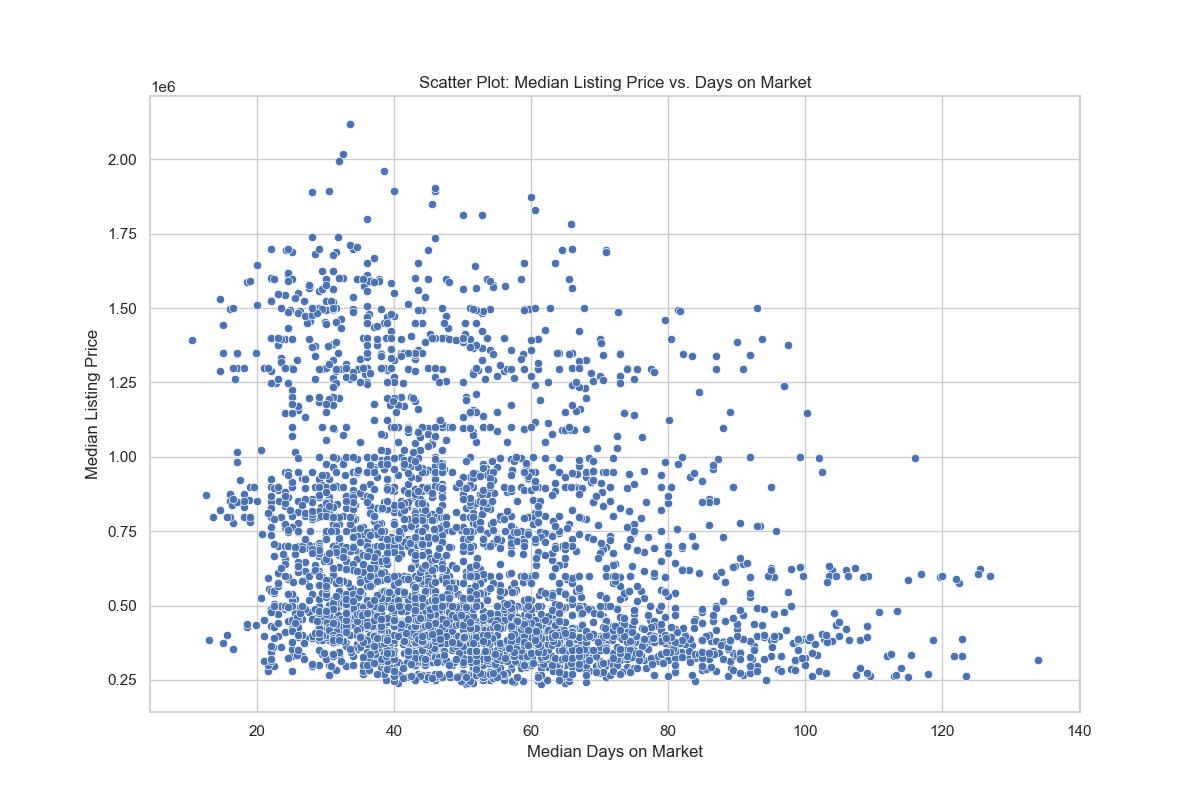 Scatter Plot: Median Listing Price vs. Days on Market
1e6
2.00
1.75
1.50
1.25
1.00
0.75
0.50
0.25
Median Listing Price
20 40 60 80 100 120 140
Median Days on Market